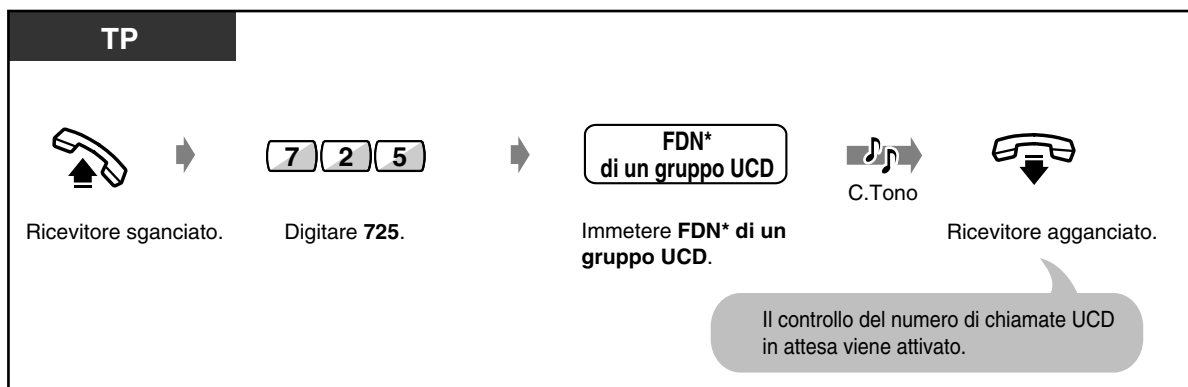 TP
7 2 5
FDN*
di un gruppo UCD
C.Tono
Ricevitore sganciato.
Digitare 725.
Immetere FDN* di un
gruppo UCD.
Ricevitore agganciato.
Il controllo del numero di chiamate UCD
in attesa viene attivato.